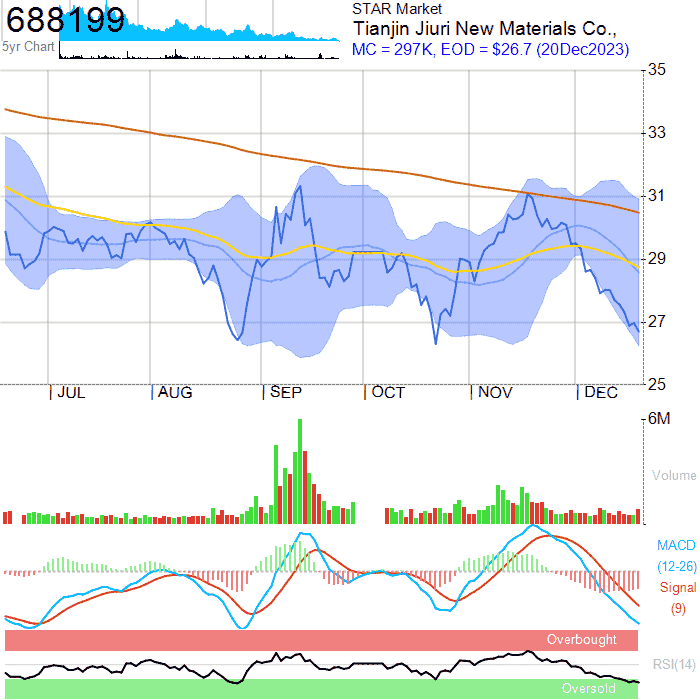 688199
5yr Chart
STAR Market
Tianjin Jiuri New Materials Co.,
MC = 297K, EOD = $26.7 (20Dec2023)
35
33
31
29
27
25
JUL AUG SEP OCT NOV DEC
6M
Volume
MACD
(12-26)
Signal
(9)
Overbought
RSI(14)
Oversold